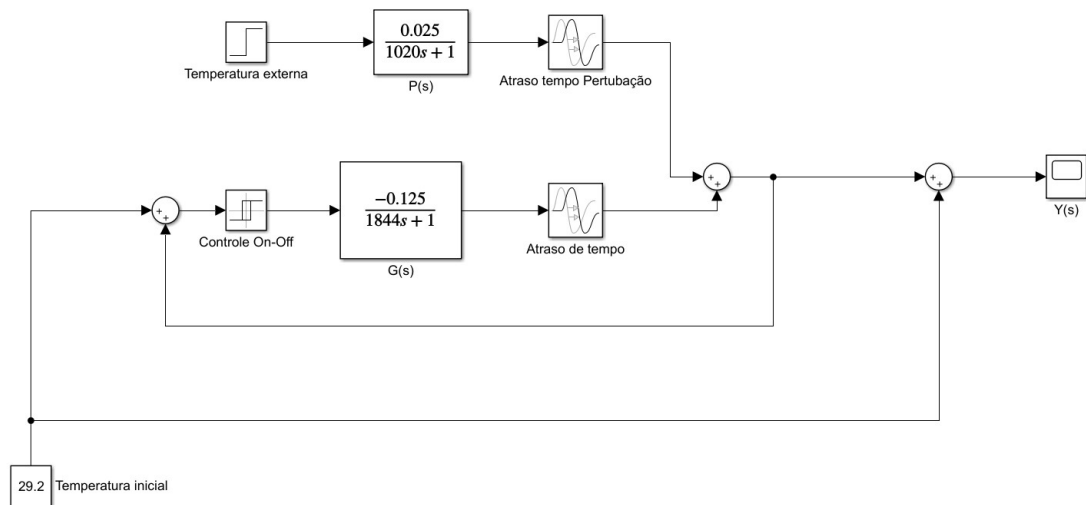 0.025
1020s + 1
Temperatura externa
P(s)
Atraso tempo Pertubação
+
+
+
+
Y(s)
−0.125
1844s + 1
+
+
Controle On-Off
G(s)
Atraso de tempo
29.2
Temperatura inicial